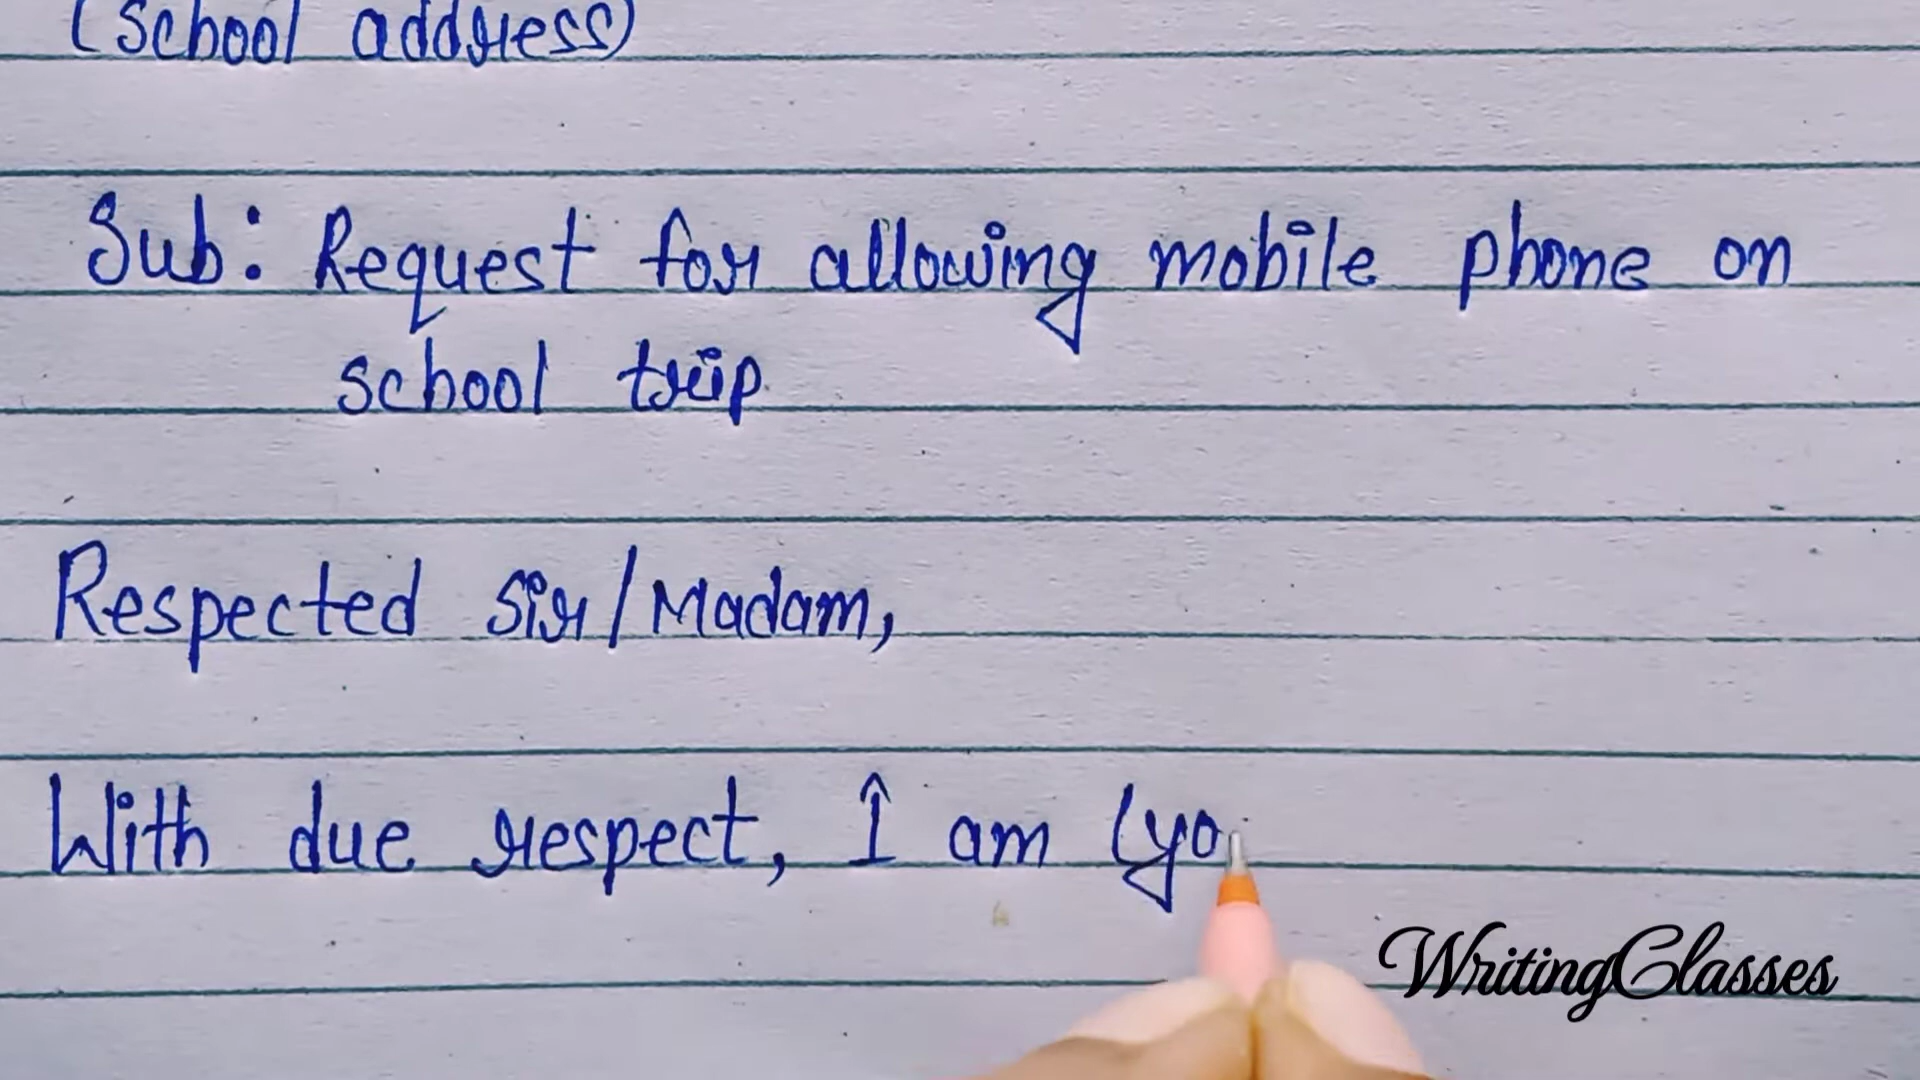 (School address)
Sub: Request for allowing mobile phone on
school trip
Respected Sir/Madam,
With due respect, I am (yo
WritingClasses